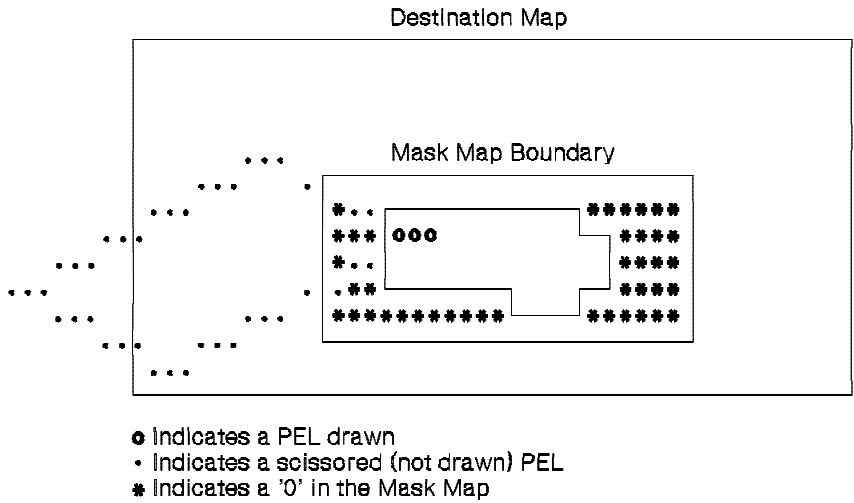 Destination Map
Mask Map Boundary
o Indicates a PEL drawn
. Indicates a scissored (not drawn) PEL
* Indicates a '0' in the Mask Map